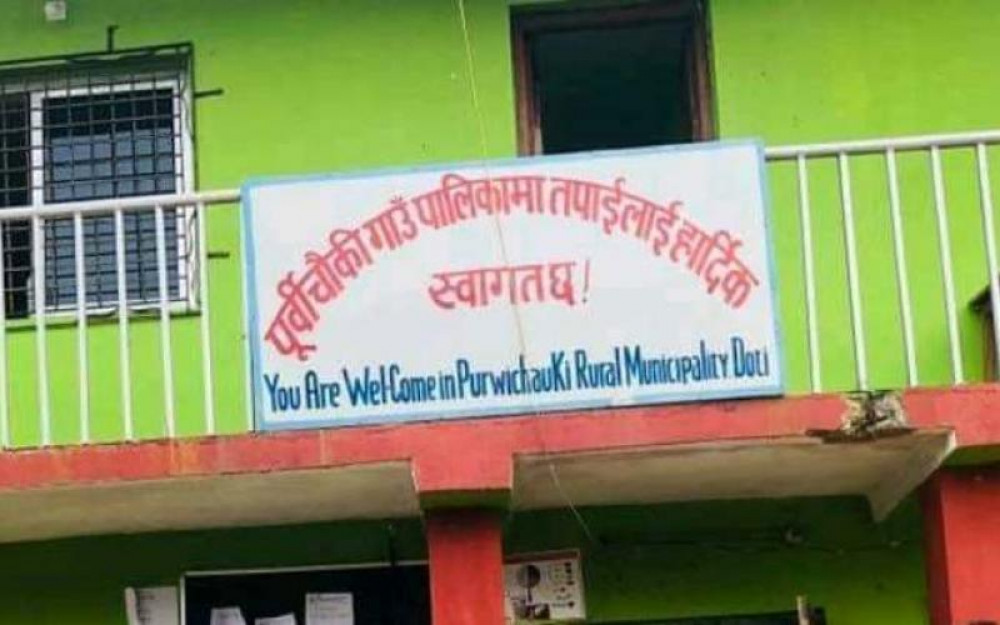 पूर्वीचौकी गाउँ पालिकामा तपाईलाई हार्दिक
स्वागत छ!
You Are Wel-Come in PurwichauKi Rural Municipality Doti